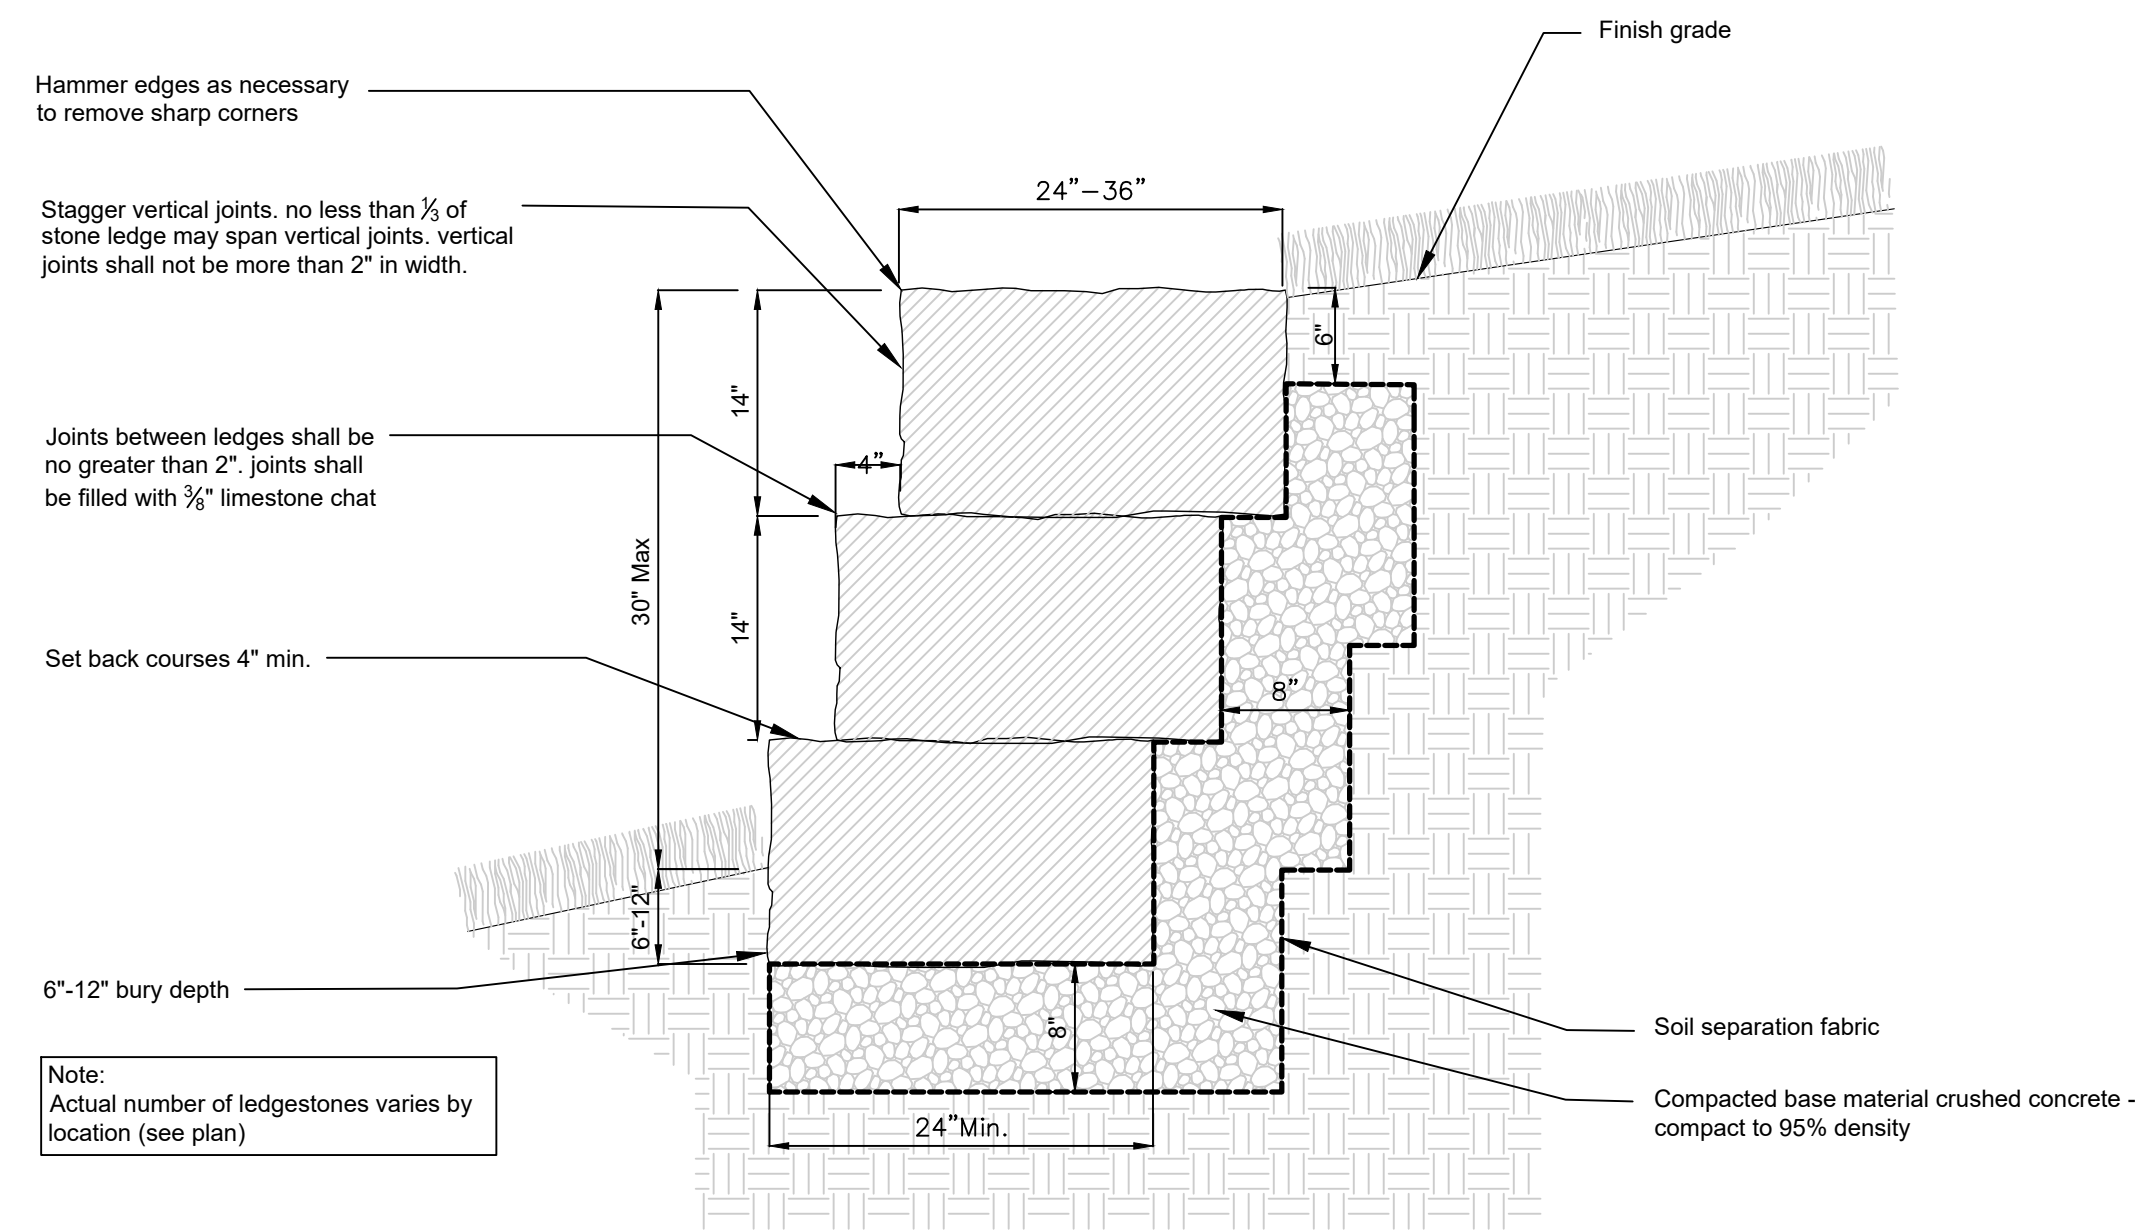 Finish grade
Hammer edges as necessary
to remove sharp corners
24”–36”
Stagger vertical joints. no less than ⅓ of
stone ledge may span vertical joints. vertical
joints shall not be more than 2" in width.
6"
14"
Joints between ledges shall be
no greater than 2". joints shall
be filled with ⅜" limestone chat
4”
30" Max
14"
Set back courses 4" min.
8”
6"-12"
6"-12" bury depth
8"
Soil separation fabric
Note:
Actual number of ledgestones varies by
location (see plan)
Compacted base material crushed concrete -
compact to 95% density
24”Min.